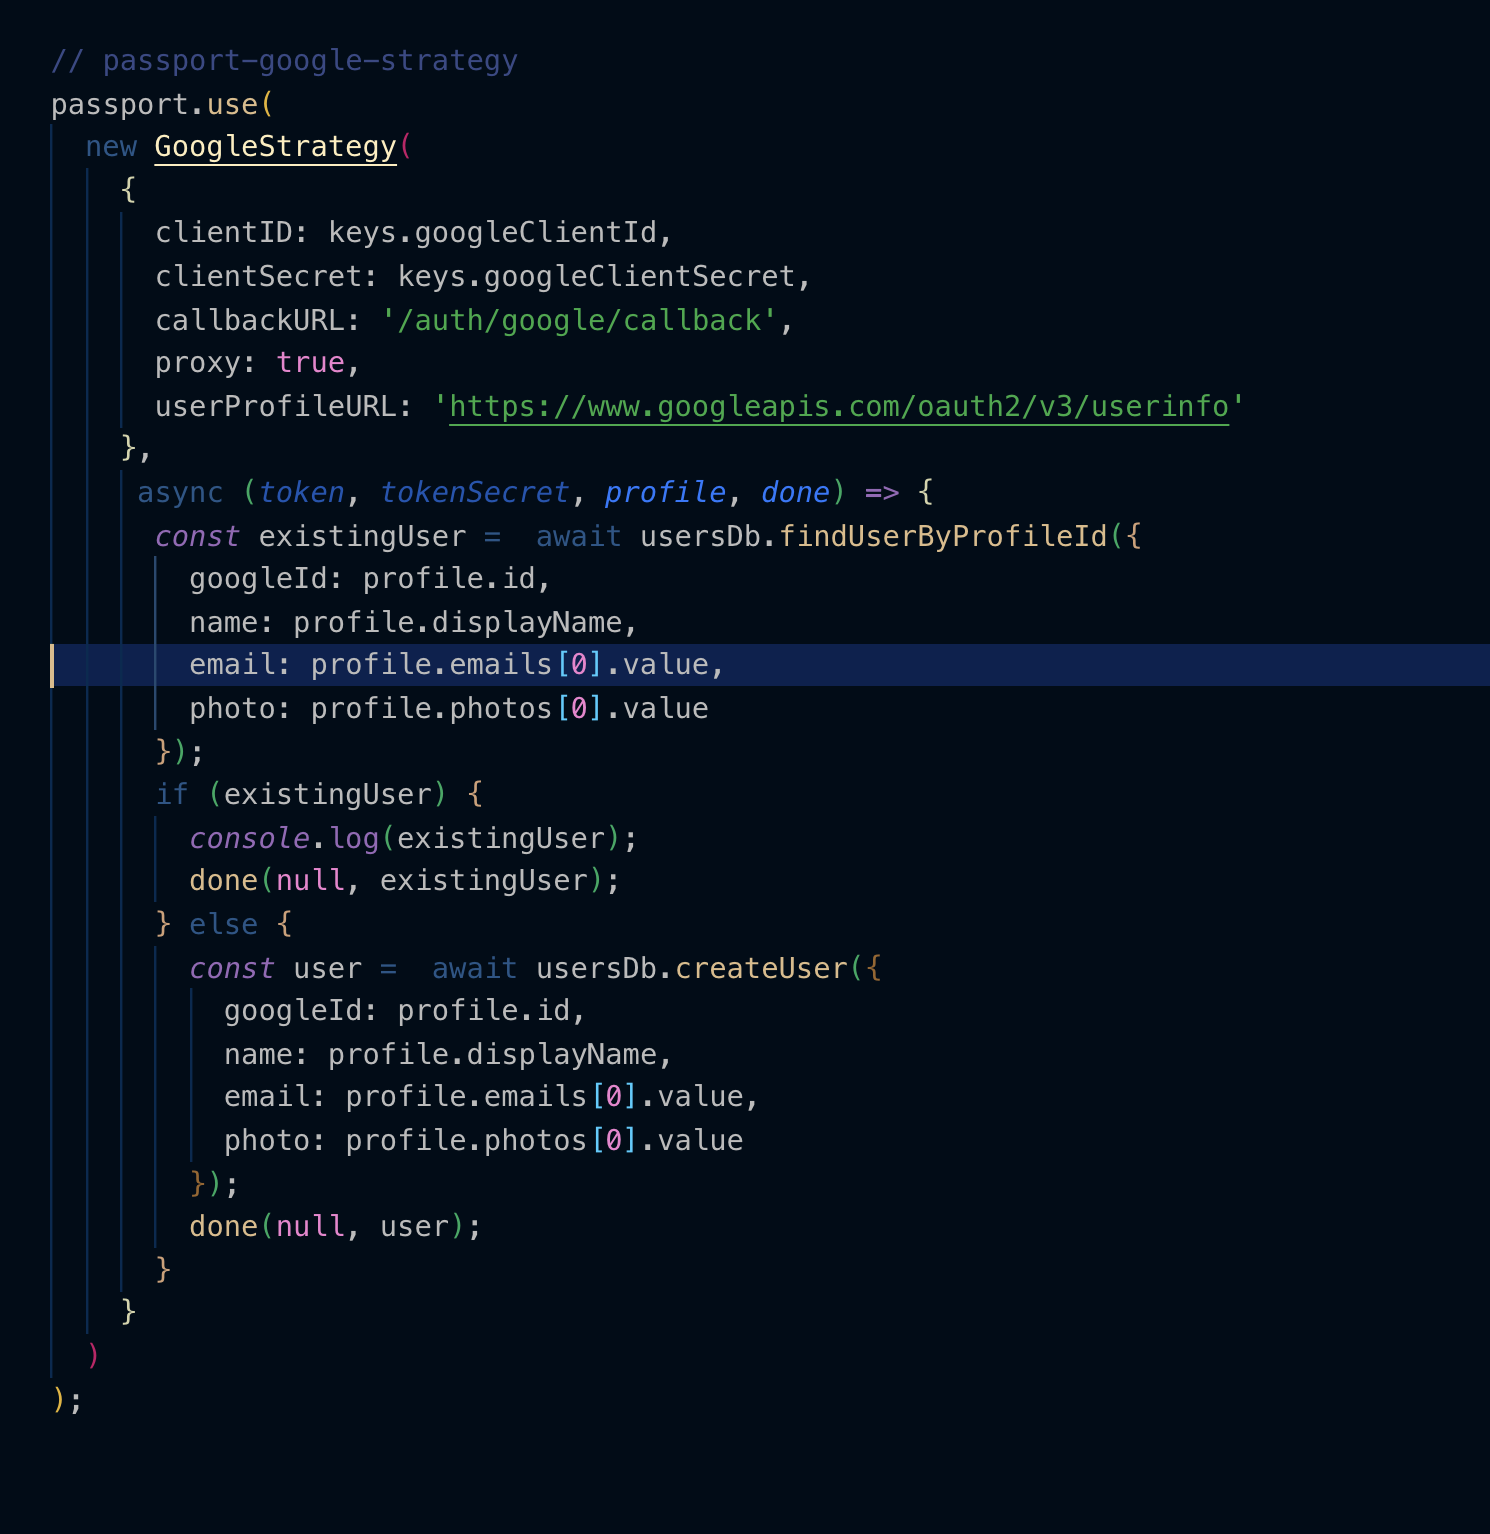 // passport-google-strategy
passport.use(
  new GoogleStrategy(
    {
      clientID: keys.googleClientId,
      clientSecret: keys.googleClientSecret,
      callbackURL: '/auth/google/callback',
      proxy: true,
      userProfileURL: 'https://www.googleapis.com/oauth2/v3/userinfo'
    },
     async (token, tokenSecret, profile, done) => {
      const existingUser =  await usersDb.findUserByProfileId({
        googleId: profile.id,
        name: profile.displayName,
        email: profile.emails[0].value,
        photo: profile.photos[0].value
      });
      if (existingUser) {
        console.log(existingUser);
        done(null, existingUser);
      } else {
        const user =  await usersDb.createUser({
          googleId: profile.id,
          name: profile.displayName,
          email: profile.emails[0].value,
          photo: profile.photos[0].value
        });
        done(null, user);
      }
    }
  )
);